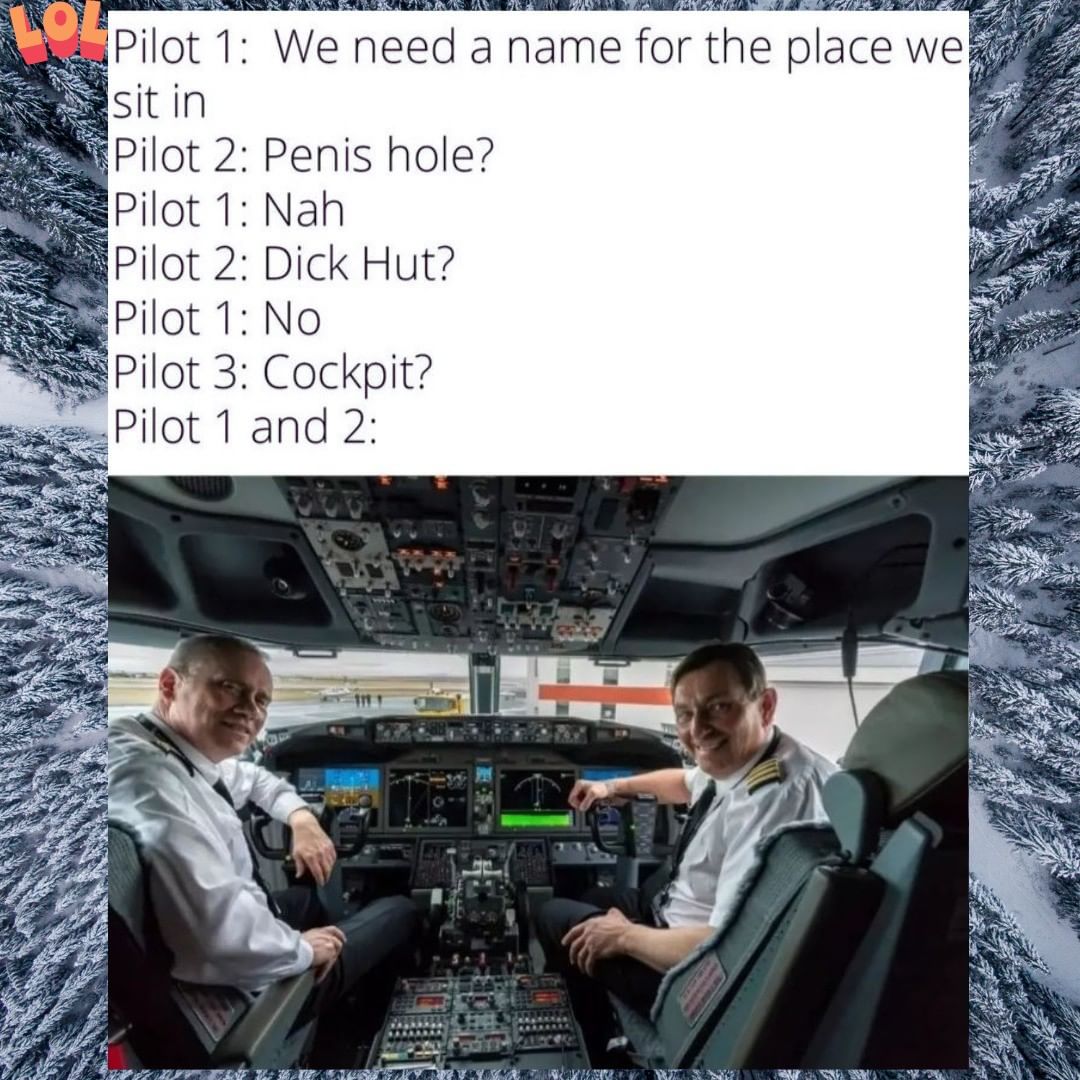 LOL
Pilot 1:  We need a name for the place we
sit in
Pilot 2: Penis hole?
Pilot 1: Nah
Pilot 2: Dick Hut?
Pilot 1: No
Pilot 3: Cockpit?
Pilot 1 and 2: